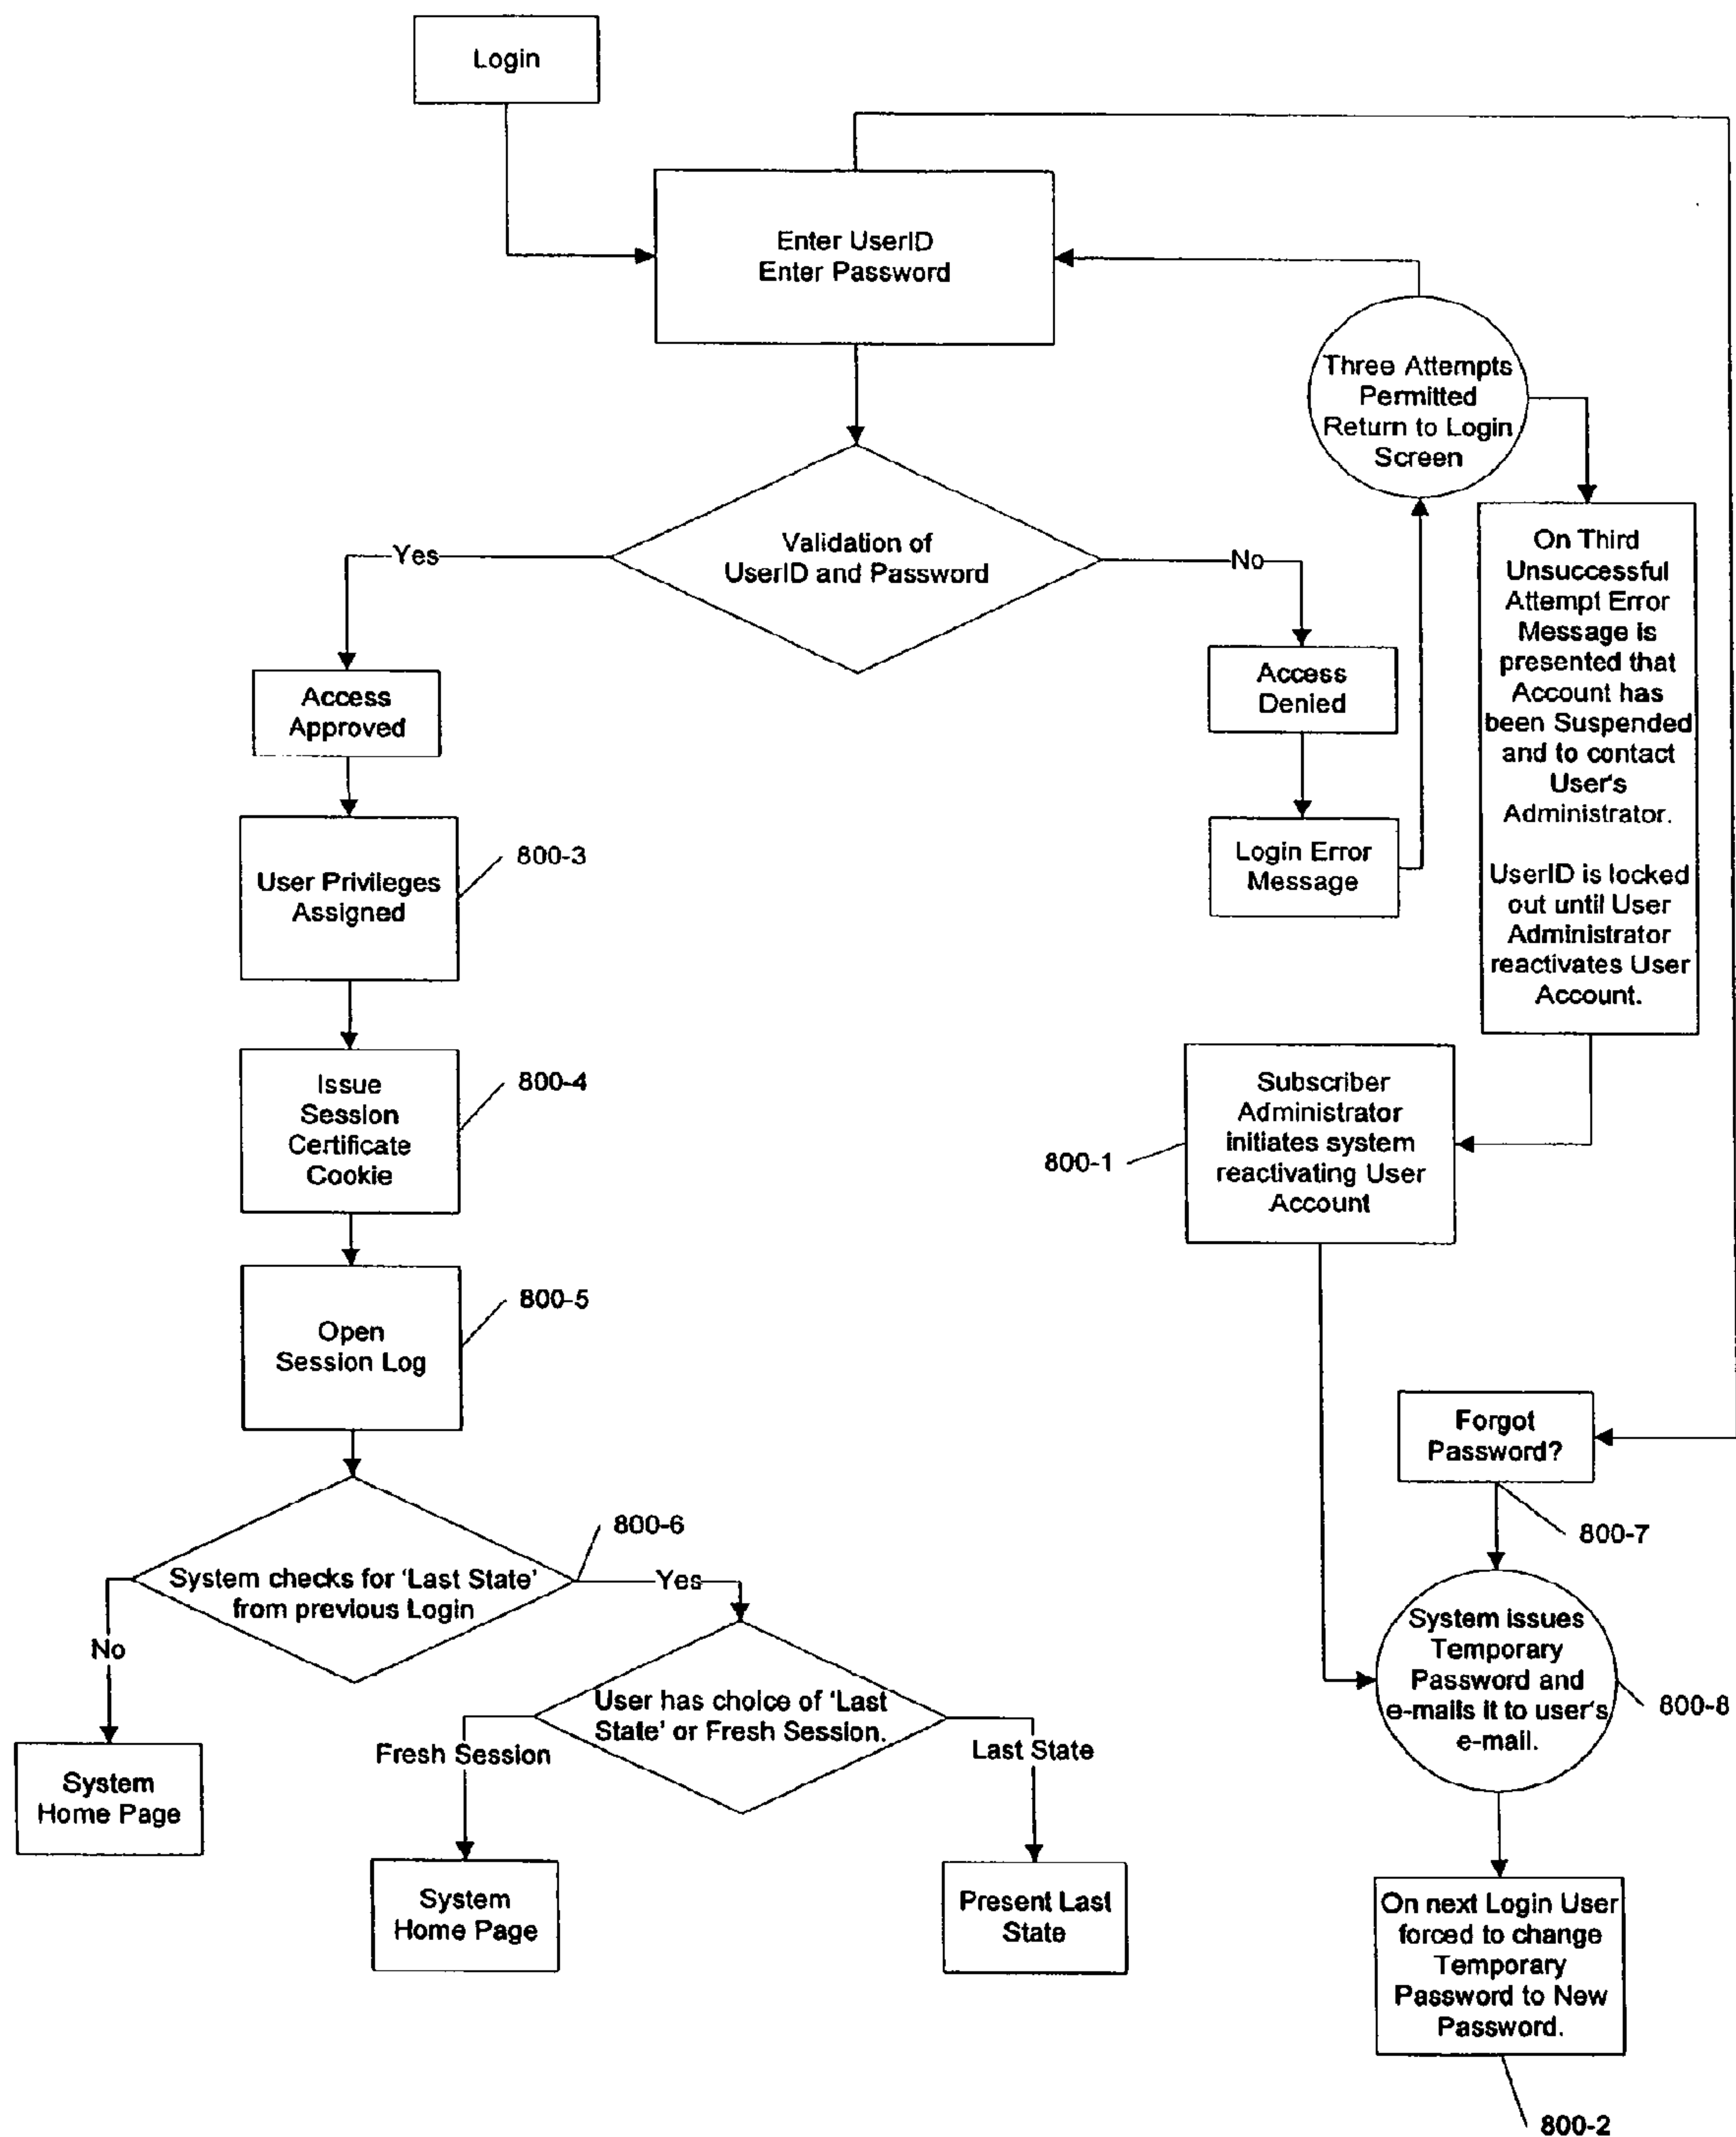 Login
Enter UserID
Enter Password
Three Attempts
Permitted
Return to Login
Screen
Validation of
UserID and Password
Yes
No
On Third
Unsuccessful
Attempt Error
Message is
presented that
Account has
been Suspended
and to contact
User's
Administrator.
UserID is locked
out until User
Administrator
reactivates User
Account.
Access
Approved
Access
Denied
User Privileges
Assigned
800-3
Login Error
Message
Issue
Session
Certificate
Cookie
800-4
Subscriber
Administrator
initiates system
reactivating User
Account
800-1
Open
Session Log
800-5
Forgot
Password?
800-7
System checks for 'Last State'
from previous Login
800-6
Yes
No
System issues
Temporary
Password and
e-mails it to user's
e-mail.
800-8
User has choice of 'Last
State' or Fresh Session.
Fresh Session
Last State
System
Home Page
System
Home Page
Present Last
State
On next Login User
forced to change
Temporary
Password to New
Password.
800-2